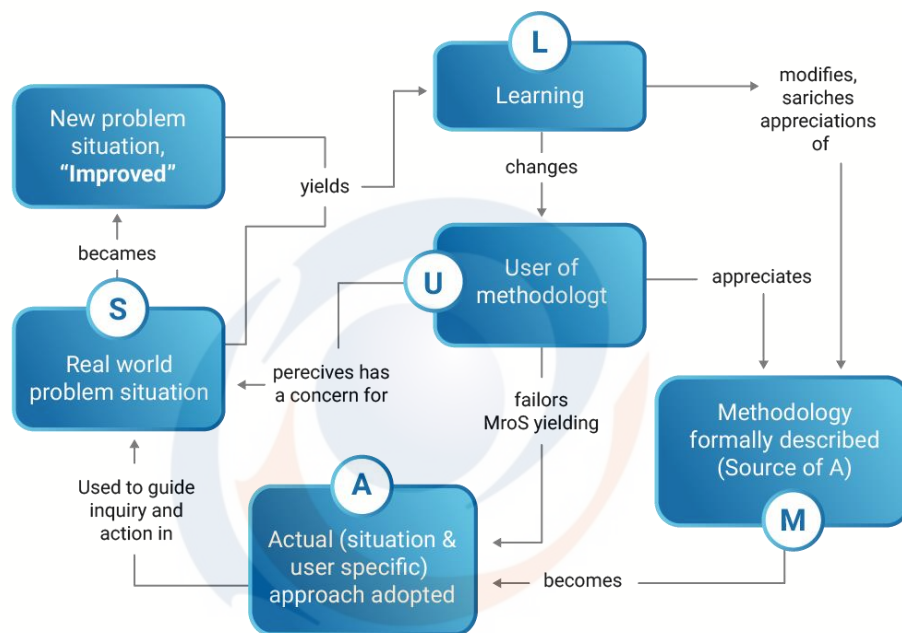 L
Learning
modifies,
sariches
appreciations
of
New problem
situation,
“Improved”
yields
changes
becames
U
User of
methodologt
appreciates
S
Real world
problem situation
perecives has
a concern for
failors
MroS yielding
Methodology
formally described
(Source of A)
M
Used to guide
inquiry and
action in
A
Actual (situation &
user specific)
approach adopted
becomes